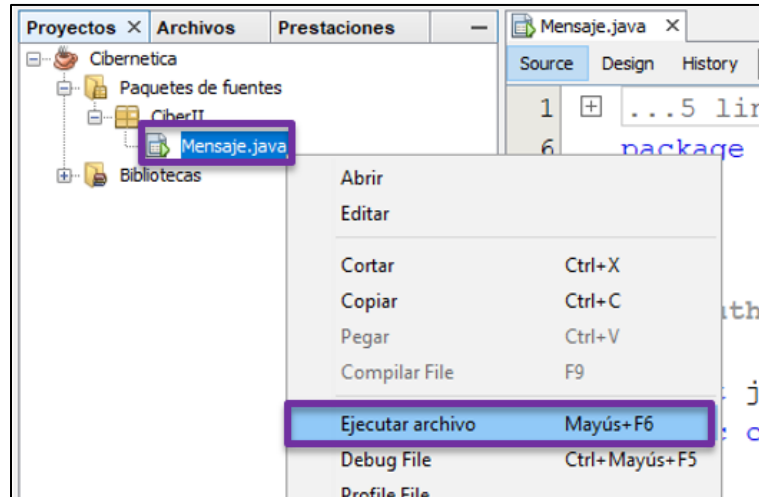 Proyectos × Archivos Prestaciones
Cibernetica
Paquetes de fuentes
CiberII
Mensaje.java
Bibliotecas
Mensaje.java ×
Source Design History
1 ...5 lin
6 package
Abrir
Editar
Cortar Ctrl+X
Copiar Ctrl+C
Pegar Ctrl+V
Compilar File F9
Ejecutar archivo Mayús+F6
Debug File Ctrl+Mayús+F5
Profile File